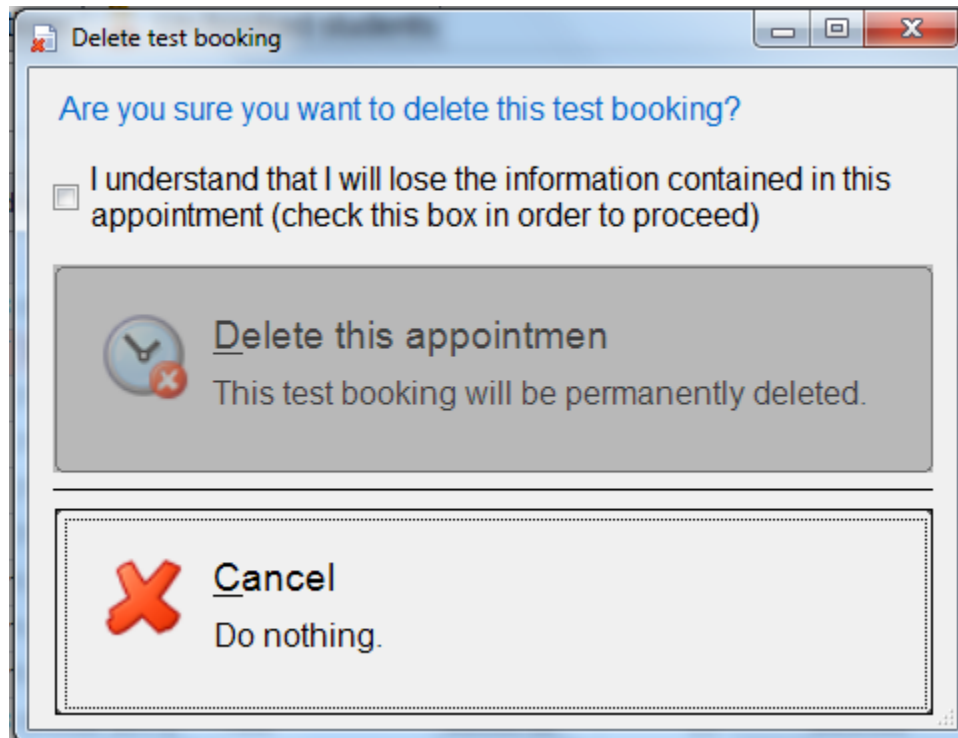 Delete test booking
Are you sure you want to delete this test booking?
I understand that I will lose the information contained in this
appointment (check this box in order to proceed)
Delete this appointmen
This test booking will be permanently deleted.
Cancel
Do nothing.